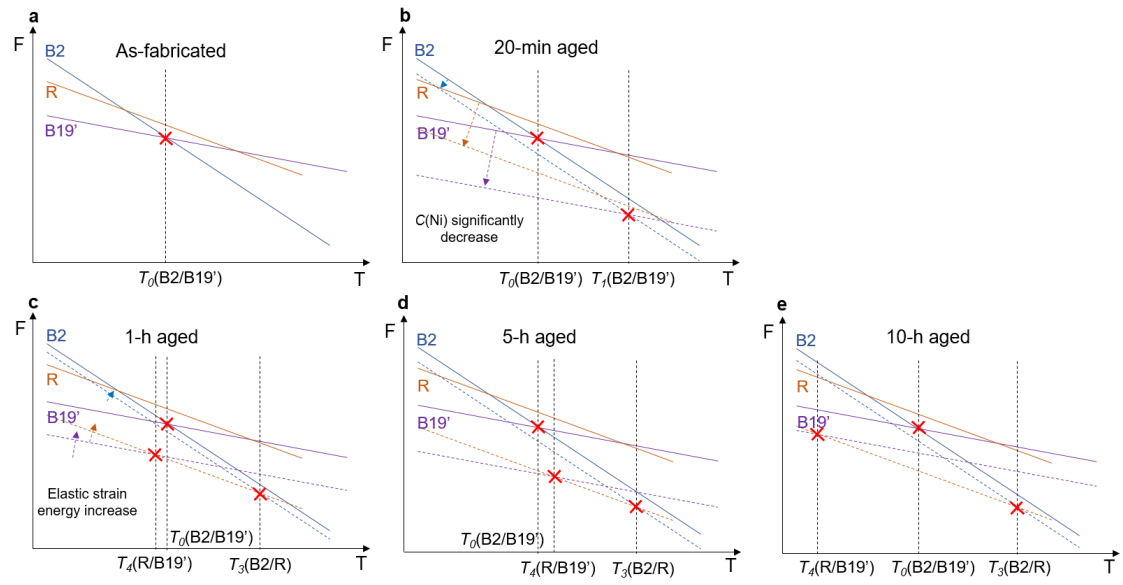 a
F
B2
As-fabricated
R
B19’
T
T0(B2/B19’)
b
F
B2
20-min aged
R
B19’
C(Ni) significantly
decrease
T
T0(B2/B19’)
T1(B2/B19’)
c
F
B2
1-h aged
R
B19’
Elastic strain
energy increase
T0(B2/B19’)
T
T4(R/B19’)
T3(B2/R)
d
F
B2
5-h aged
R
B19’
T0(B2/B19’)
T
T4(R/B19’)
T3(B2/R)
e
F
B2
10-h aged
R
B19’
T
T4(R/B19’)
T0(B2/B19’)
T3(B2/R)